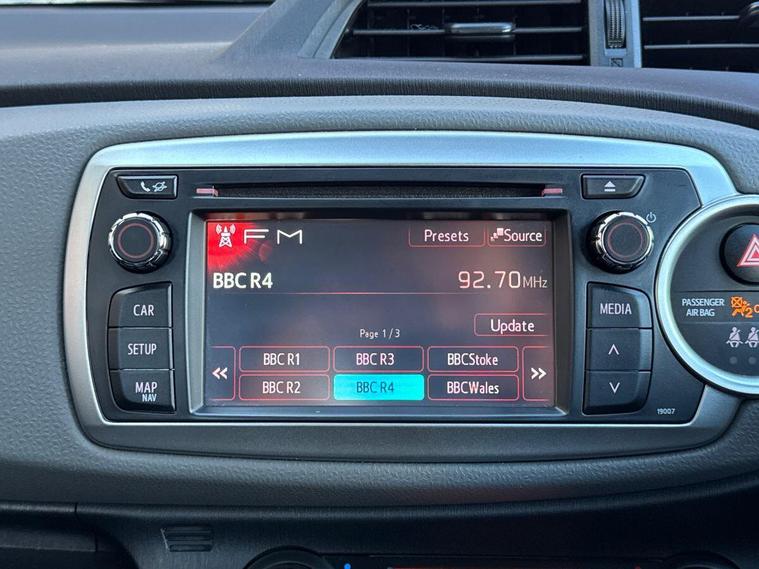 FM
Presets
Source
BBC R4
92.70MHz
Update
Page 1 / 3
BBC R1
BBC R3
BBCStoke
BBC R2
BBC R4
BBCWales
CAR
SETUP
MAP
NAV
MEDIA
19007
PASSENGER
AIR BAG
2